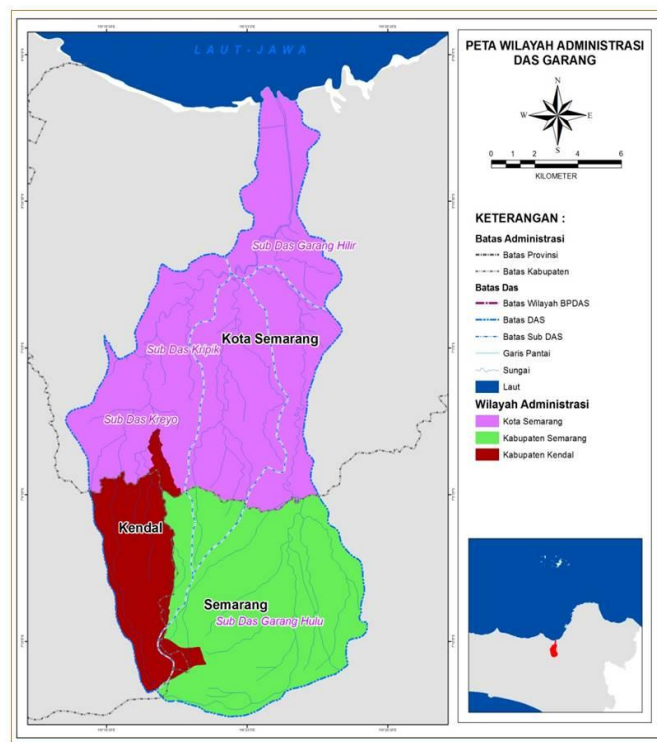 LAUT-JAWA
Sub Das Garang Hilir
Kota Semarang
Sub Das Kripik
Sub Das Kreyo
Kendal
Semarang
Sub Das Garang Hulu
PETA WILAYAH ADMINISTRASI
DAS GARANG
N
W
E
S
0 1 2 4 6
KILOMETER
KETERANGAN :
Batas Administrasi
Batas Provinsi
Batas Kabupaten
Batas Das
Batas Wilayah BPDAS
Batas DAS
Batas Sub DAS
Garis Pantai
Sungai
Laut
Wilayah Administrasi
Kota Semarang
Kabupaten Semarang
Kabupaten Kendal